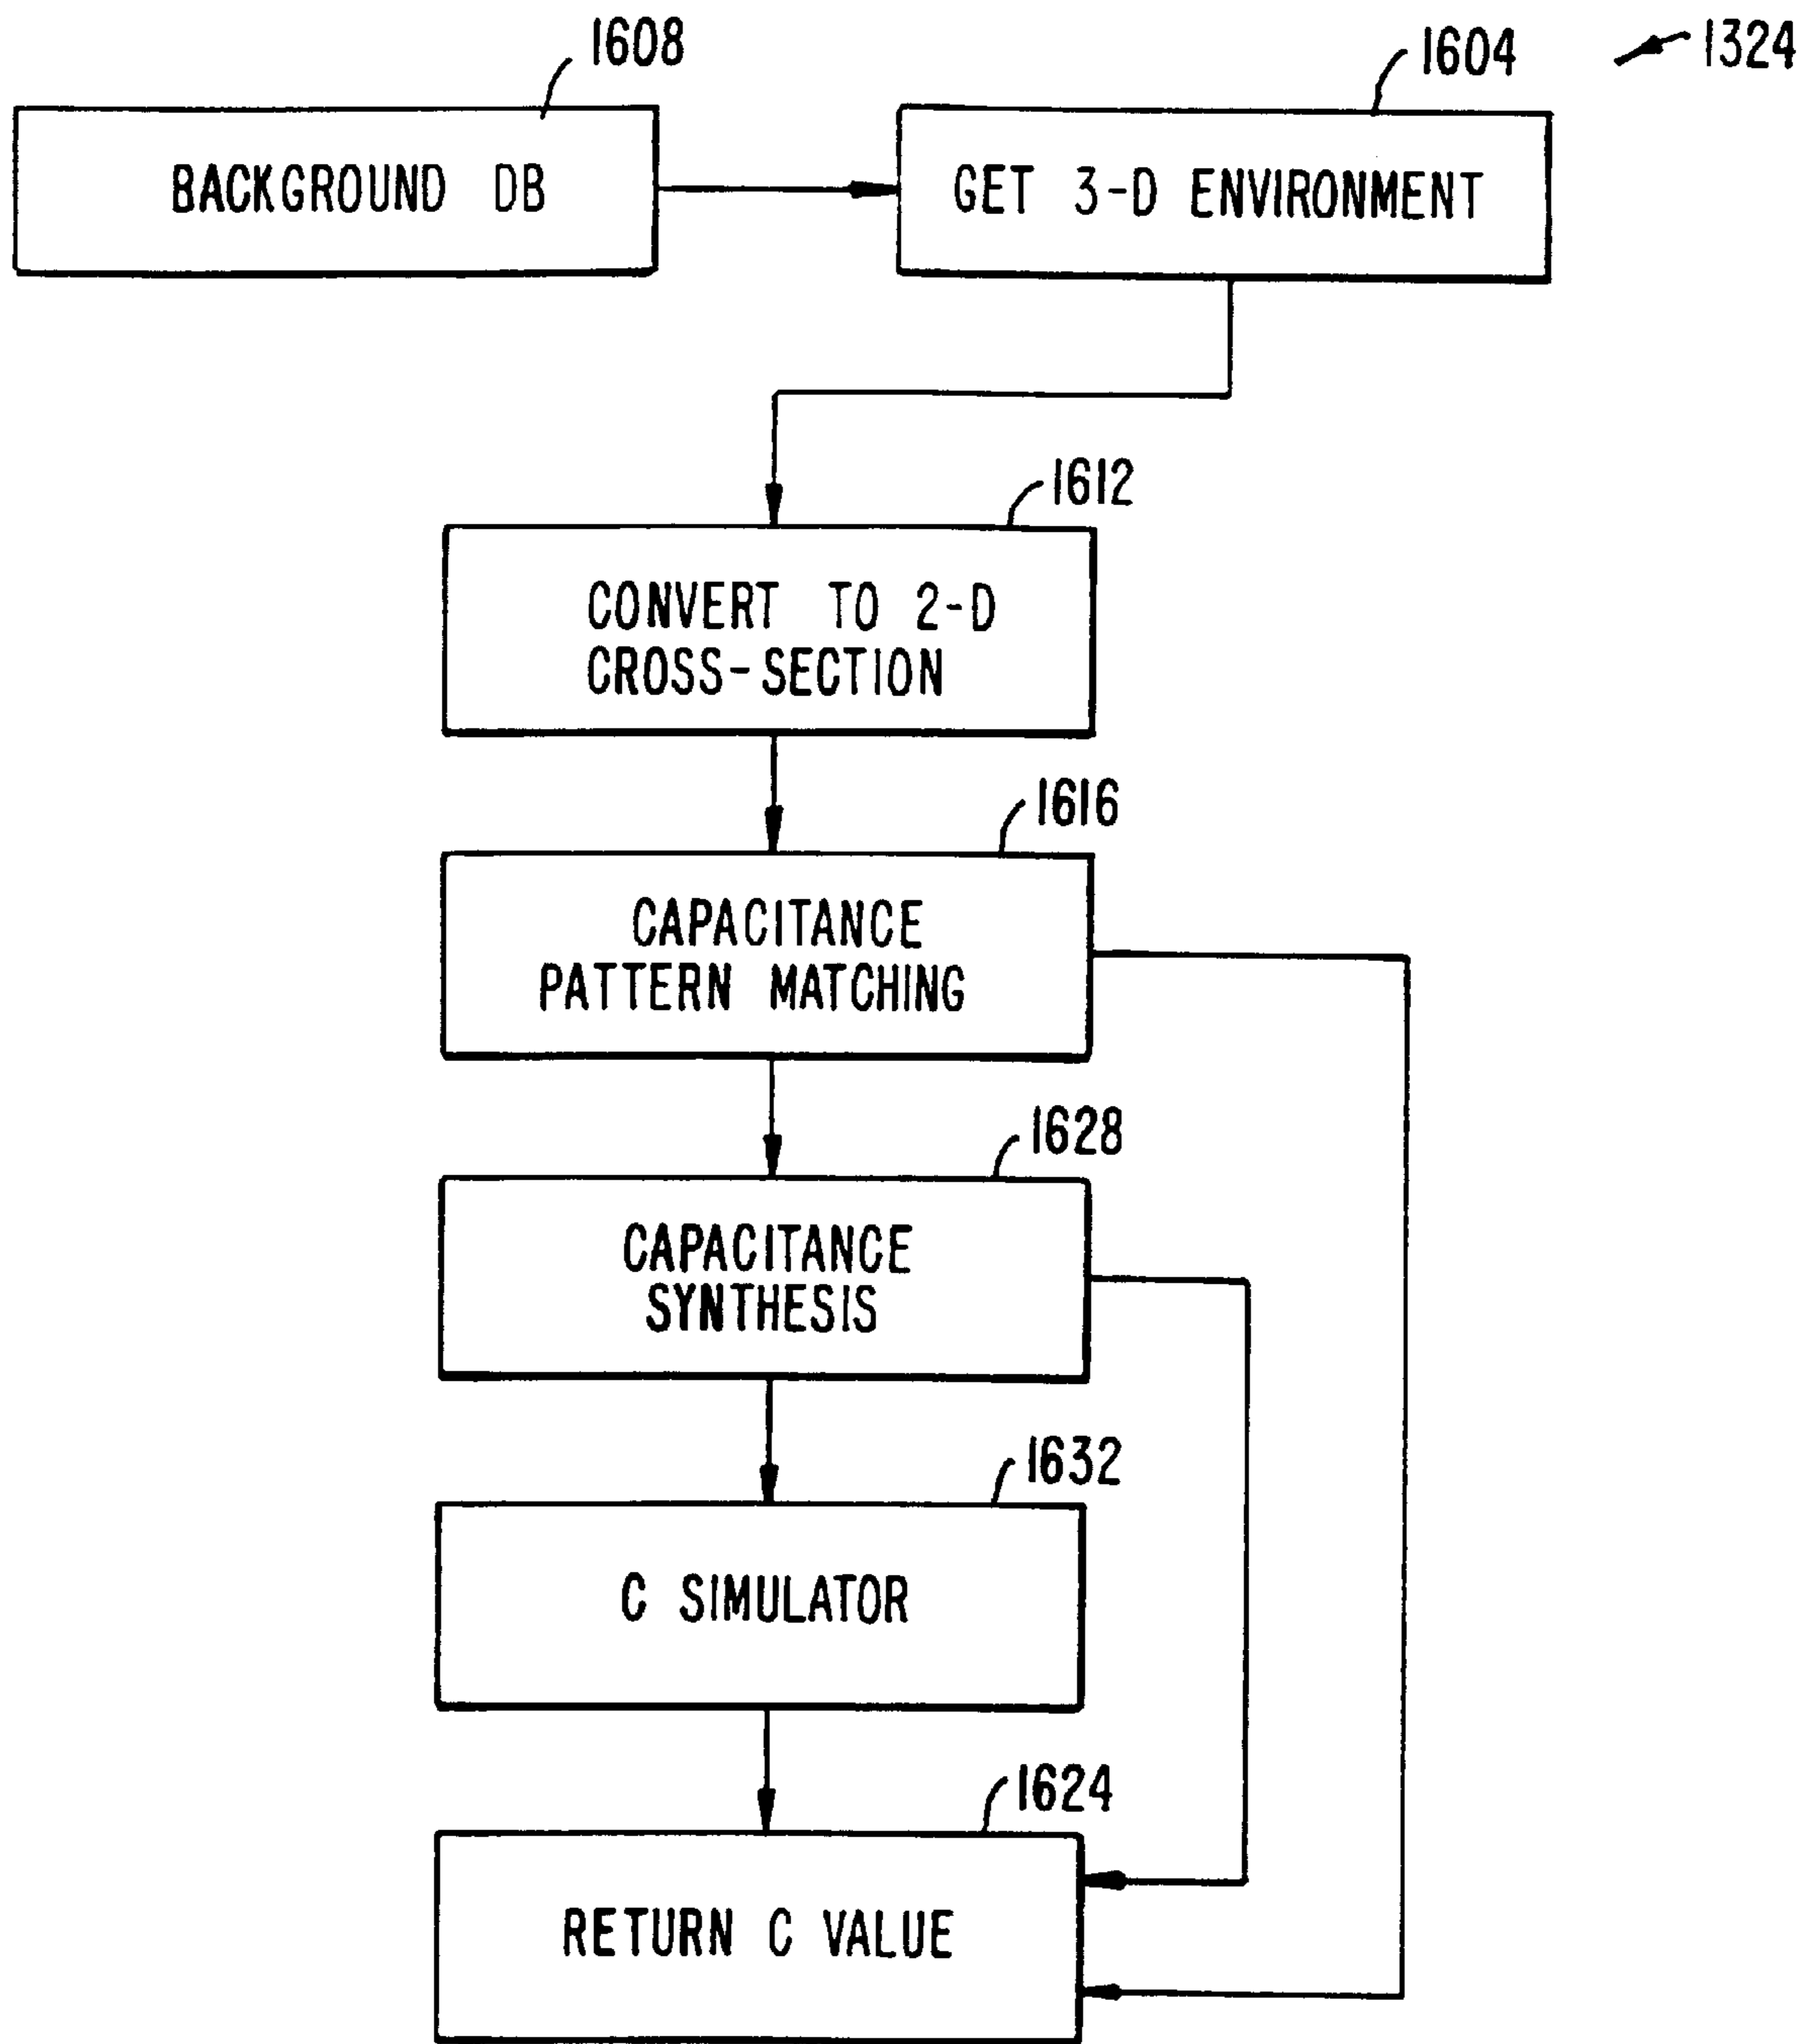 1608
1604
1324
BACKGROUND DB
GET 3-D ENVIRONMENT
1612
CONVERT TO 2-D
CROSS-SECTION
1616
CAPACITANCE
PATTERN MATCHING
1628
CAPACITANCE
SYNTHESIS
1632
C SIMULATOR
1624
RETURN C VALUE